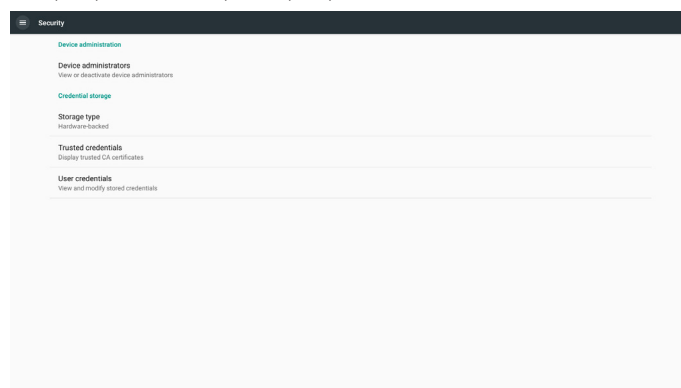 Security
Device administration
Device administrators
View or deactivate device administrators
Credential storage
Storage type
Hardware-backed
Trusted credentials
Display trusted CA certificates
User credentials
View and modify stored credentials